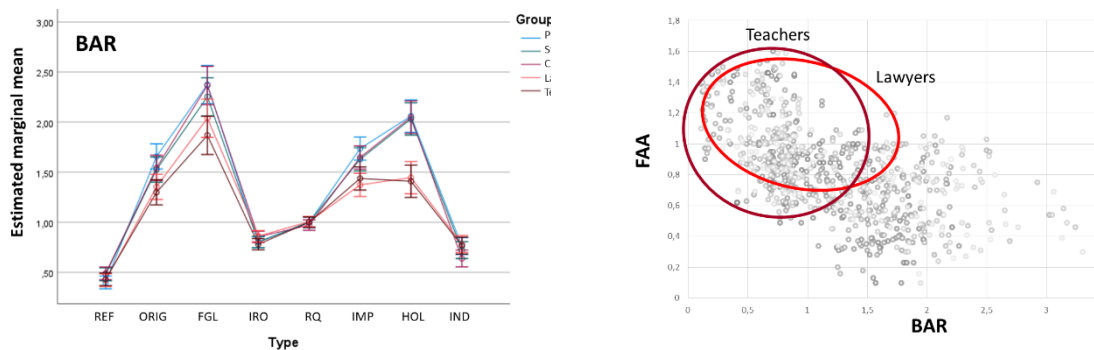 3,00
2,50
2,00
1,50
1,00
,50
Estimated marginal mean
BAR
REF ORIG FGL IRO RQ IMP HOL IND
Type
Group
P
S
C
La
Te
1,8
1,6
1,4
1,2
1
0,8
0,6
0,4
0,2
0
FAA
Teachers
Lawyers
0 0,5 1 1,5 2 2,5 3
BAR